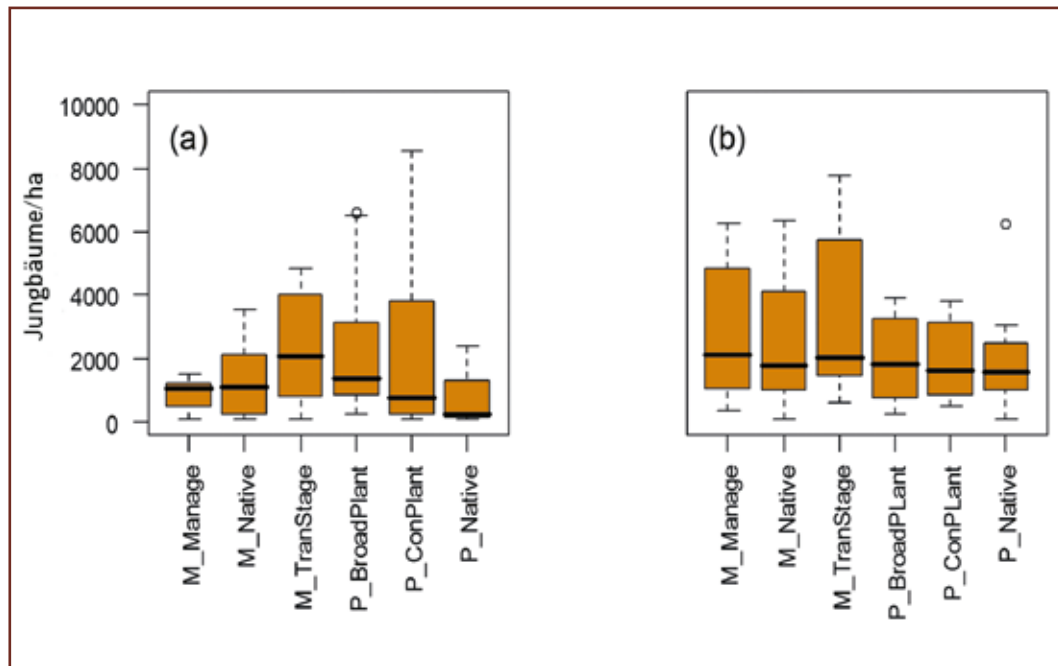 Jungbäume/ha
10000
8000
6000
4000
2000
0
(a)
M_Manage
M_Native
M_TranStage
P_BroadPlant
P_ConPlant
P_Native
(b)
M_Manage
M_Native
M_TranStage
P_BroadPLant
P_ConPLant
P_Native